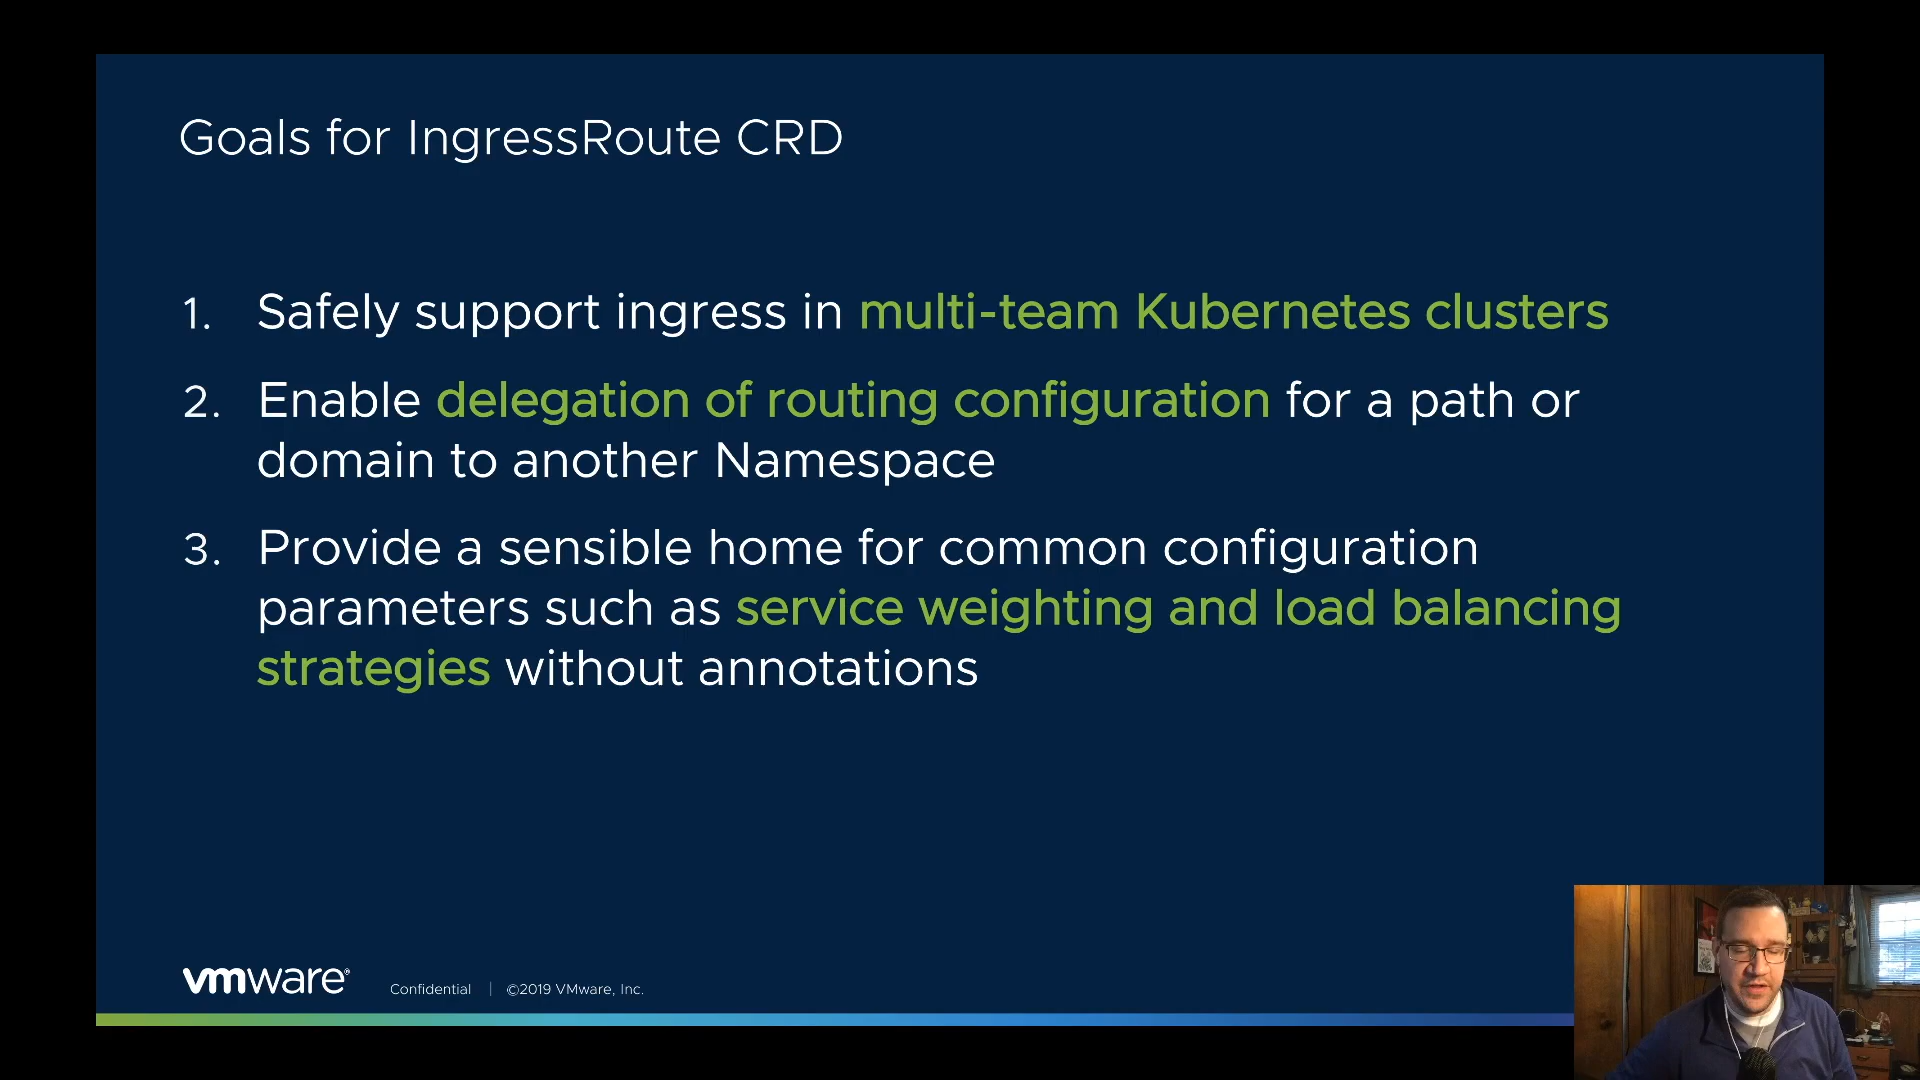 Goals for IngressRoute CRD
1. Safely support ingress in multi-team Kubernetes clusters
2. Enable delegation of routing configuration for a path or
domain to another Namespace
3. Provide a sensible home for common configuration
parameters such as service weighting and load balancing
strategies without annotations
vmware® Confidential | ©2019 VMware, Inc.